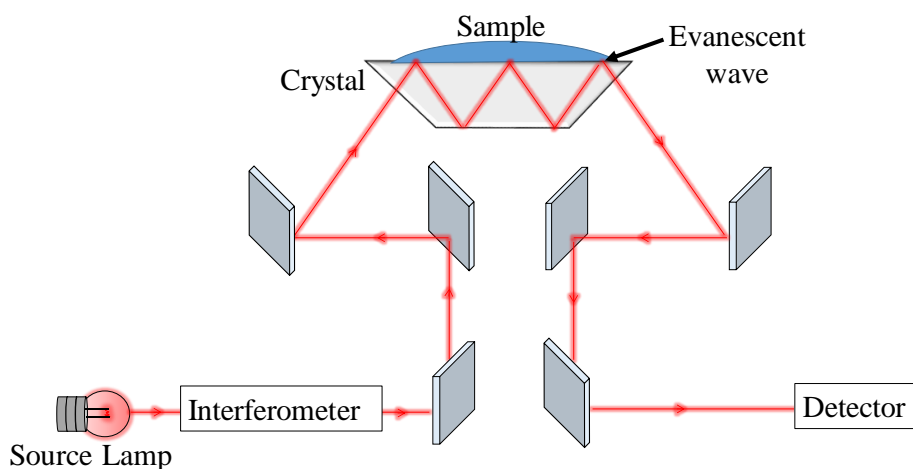 Sample
Evanescent
wave
Crystal
Interferometer
Detector
Source Lamp